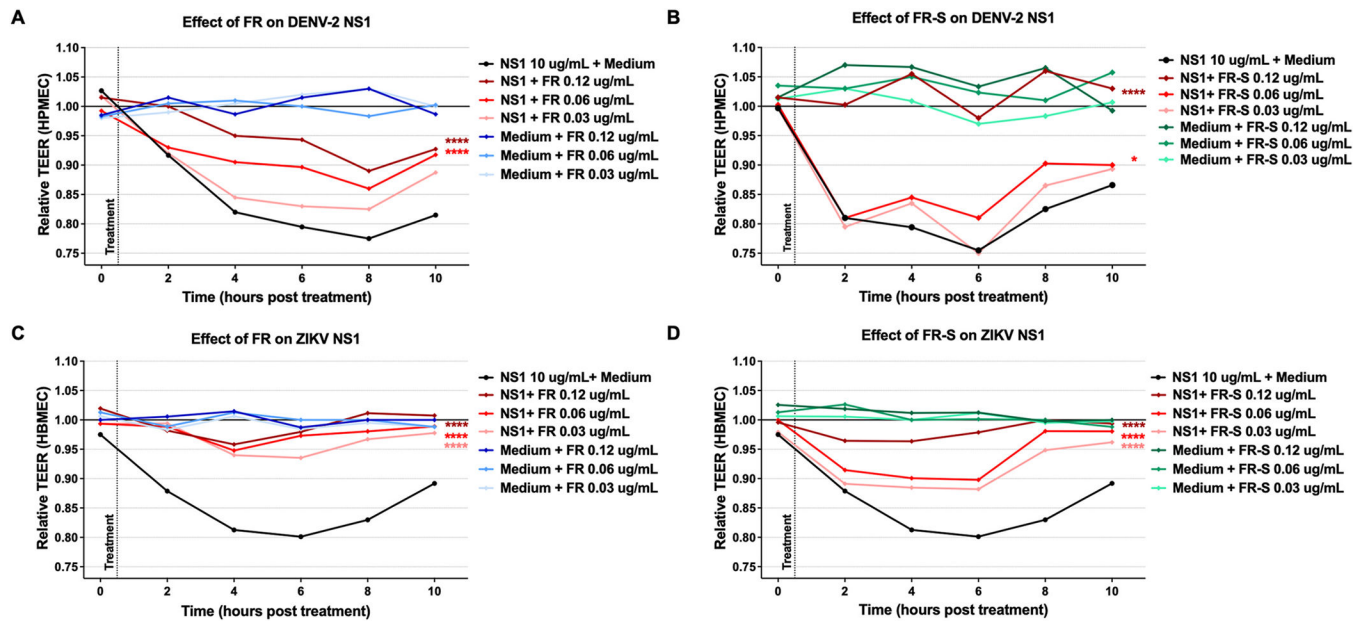 A
Effect of FR on DENV-2 NS1
Relative TEER (HPMEC)
1.10
1.05
1.00
0.95
0.90
0.85
0.80
0.75
Treatment
****
****
0 2 4 6 8 10
Time (hours post treatment)
NS1 10 ug/mL + Medium
NS1 + FR 0.12 ug/mL
NS1 + FR 0.06 ug/mL
NS1 + FR 0.03 ug/mL
Medium + FR 0.12 ug/mL
Medium + FR 0.06 ug/mL
Medium + FR 0.03 ug/mL
B
Effect of FR-S on DENV-2 NS1
Relative TEER (HPMEC)
1.10
1.05
1.00
0.95
0.90
0.85
0.80
0.75
Treatment
****
*
0 2 4 6 8 10
Time (hours post treatment)
NS1 10 ug/mL + Medium
NS1+ FR-S 0.12 ug/mL
NS1+ FR-S 0.06 ug/mL
NS1+ FR-S 0.03 ug/mL
Medium + FR-S 0.12 ug/mL
Medium + FR-S 0.06 ug/mL
Medium + FR-S 0.03 ug/mL
C
Effect of FR on ZIKV NS1
Relative TEER (HBMEC)
1.10
1.05
1.00
0.95
0.90
0.85
0.80
0.75
Treatment
****
****
****
0 2 4 6 8 10
Time (hours post treatment)
NS1 10 ug/mL+ Medium
NS1+ FR 0.12 ug/mL
NS1+ FR 0.06 ug/mL
NS1+ FR 0.03 ug/mL
Medium + FR 0.12 ug/mL
Medium + FR 0.06 ug/mL
Medium + FR 0.03 ug/mL
D
Effect of FR-S on ZIKV NS1
Relative TEER (HBMEC)
1.10
1.05
1.00
0.95
0.90
0.85
0.80
0.75
Treatment
****
****
****
0 2 4 6 8 10
Time (hours post treatment)
NS1 10 ug/mL + Medium
NS1+ FR-S 0.12 ug/mL
NS1+ FR-S 0.06 ug/mL
NS1+ FR-S 0.03 ug/mL
Medium + FR-S 0.12 ug/mL
Medium + FR-S 0.06 ug/mL
Medium + FR-S 0.03 ug/mL